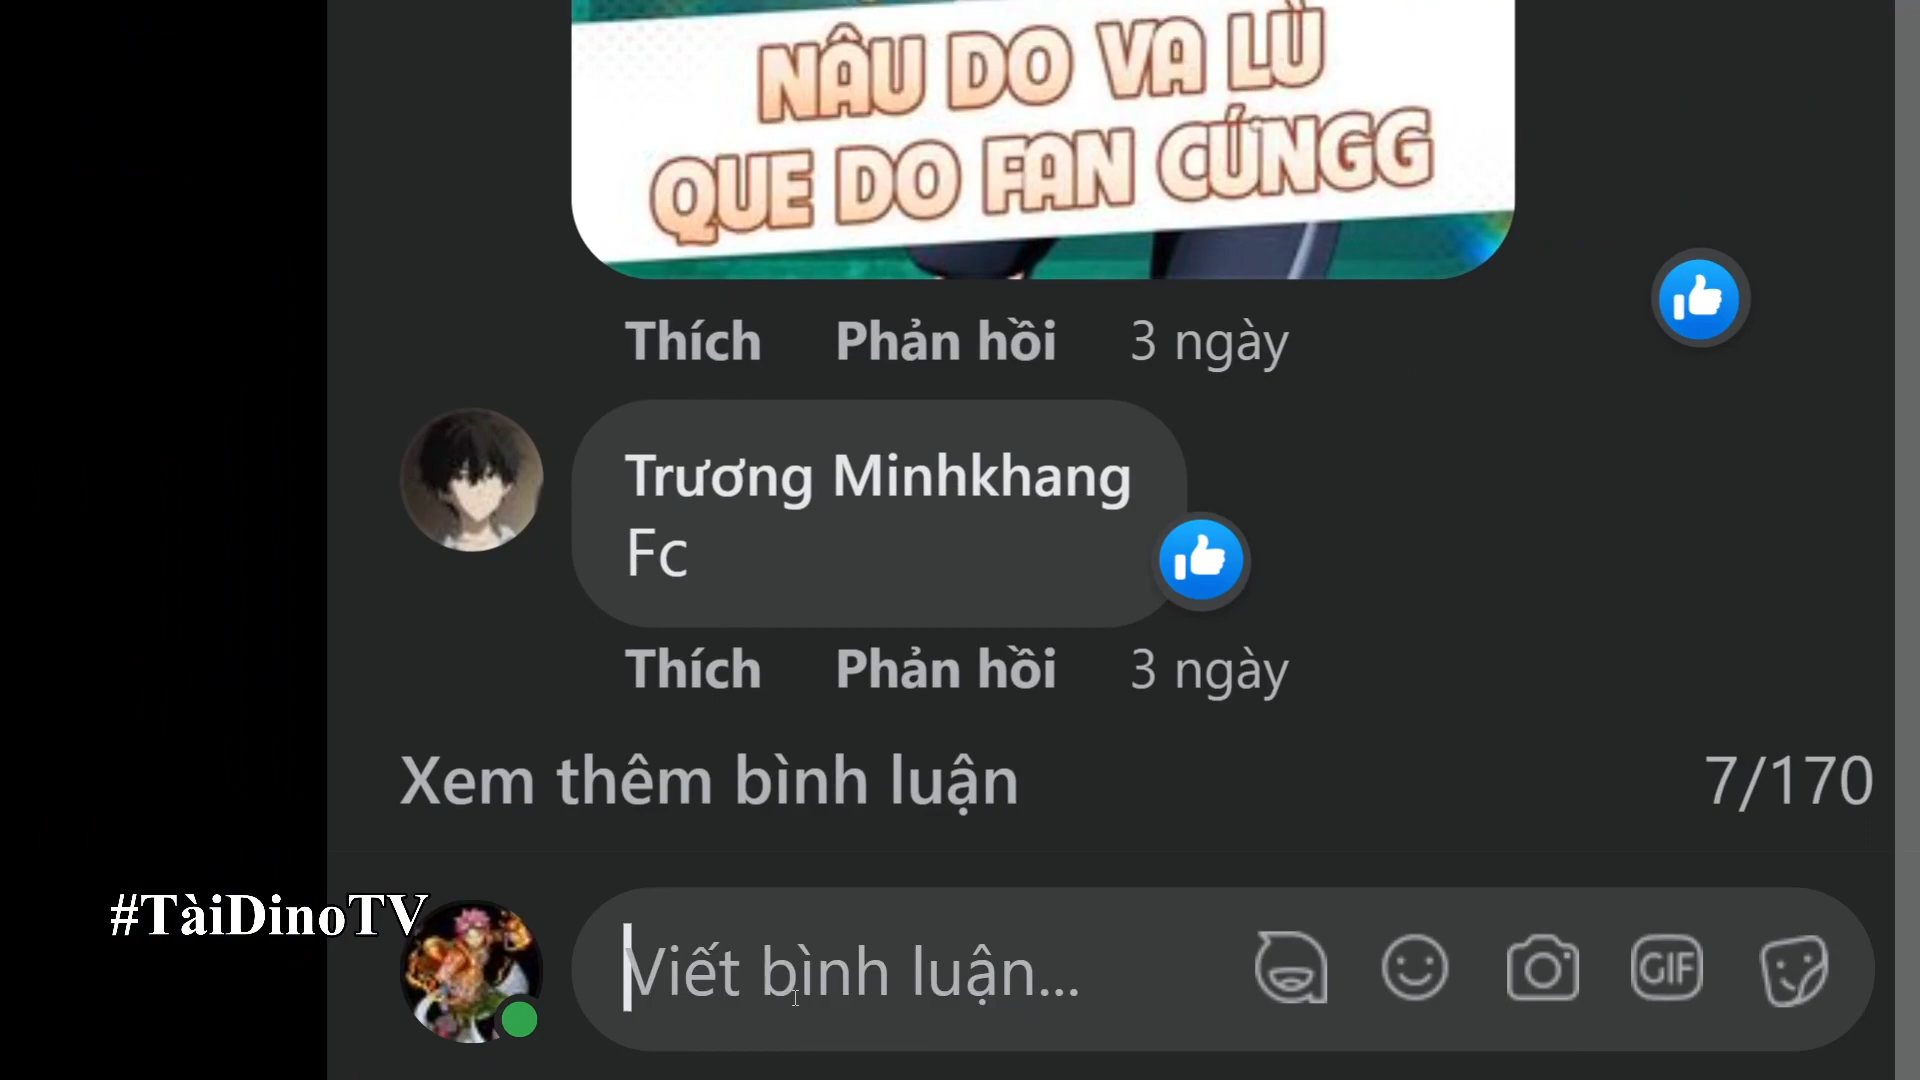 NÂU DO VA LÙ
QUE DO FAN CỨNGG
Thích Phản hồi 3 ngày
Trương Minhkhang
Fc
Thích Phản hồi 3 ngày
Xem thêm bình luận 7/170
#TàiDinoTV
Viết bình luận...
GIF